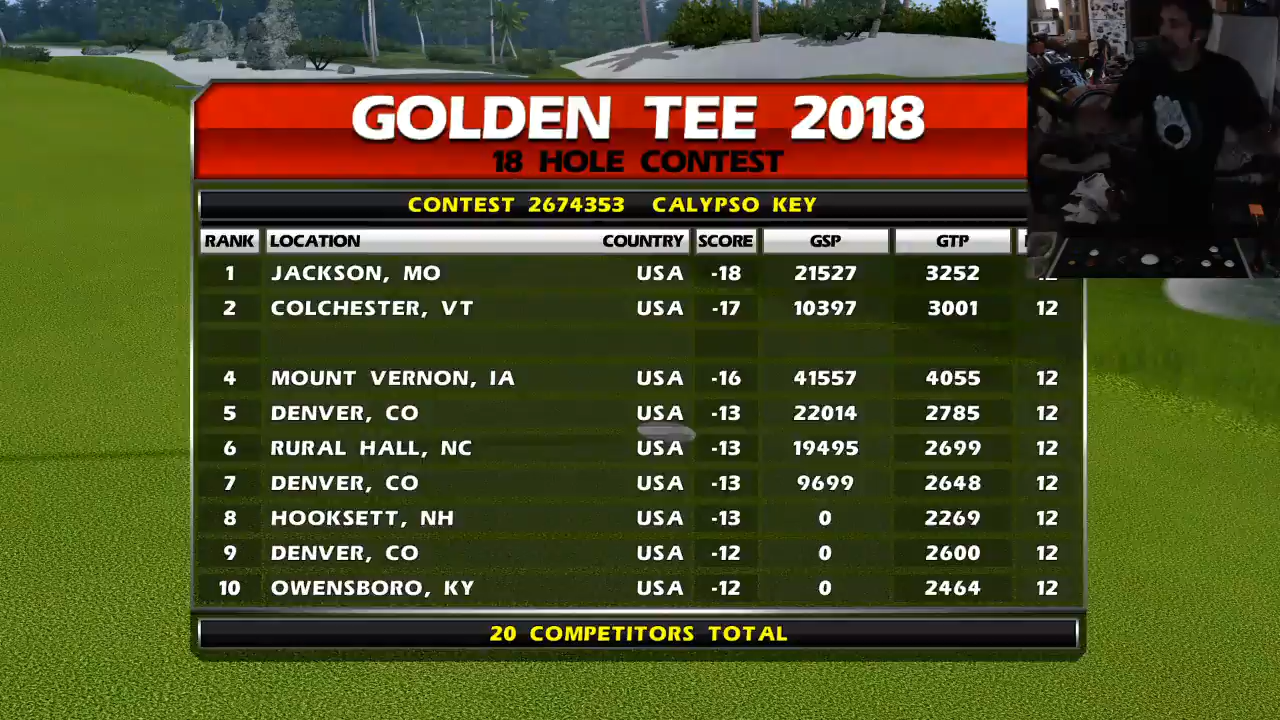 GOLDEN TEE 2018
18 HOLE CONTEST
CONTEST 2674353 CALYPSO KEY
RANK LOCATION COUNTRY SCORE GSP GTP
1 JACKSON, MO USA -18 21527 3252 12
2 COLCHESTER, VT USA -17 10397 3001 12
4 MOUNT VERNON, IA USA -16 41557 4055 12
5 DENVER, CO USA -13 22014 2785 12
6 RURAL HALL, NC USA -13 19495 2699 12
7 DENVER, CO USA -13 9699 2648 12
8 HOOKSETT, NH USA -13 0 2269 12
9 DENVER, CO USA -12 0 2600 12
10 OWENSBORO, KY USA -12 0 2464 12
20 COMPETITORS TOTAL